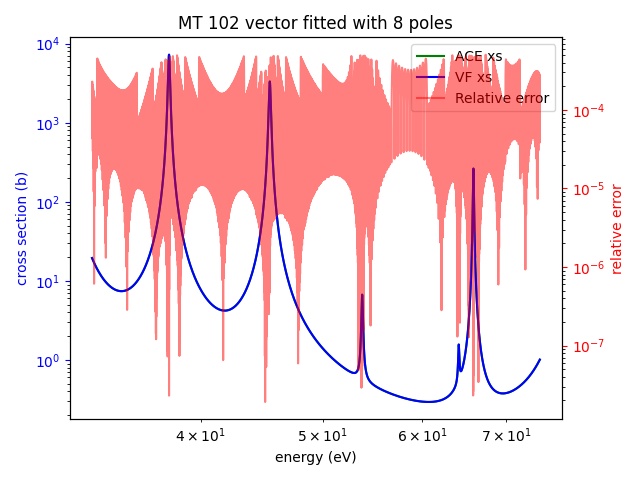 MT 102 vector fitted with 8 poles
ACE xs
VF xs
Relative error
cross section (b)
10⁴
10³
10²
10¹
10⁰
relative error
10⁻⁴
10⁻⁵
10⁻⁶
10⁻⁷
4 × 10¹ 5 × 10¹ 6 × 10¹ 7 × 10¹
energy (eV)